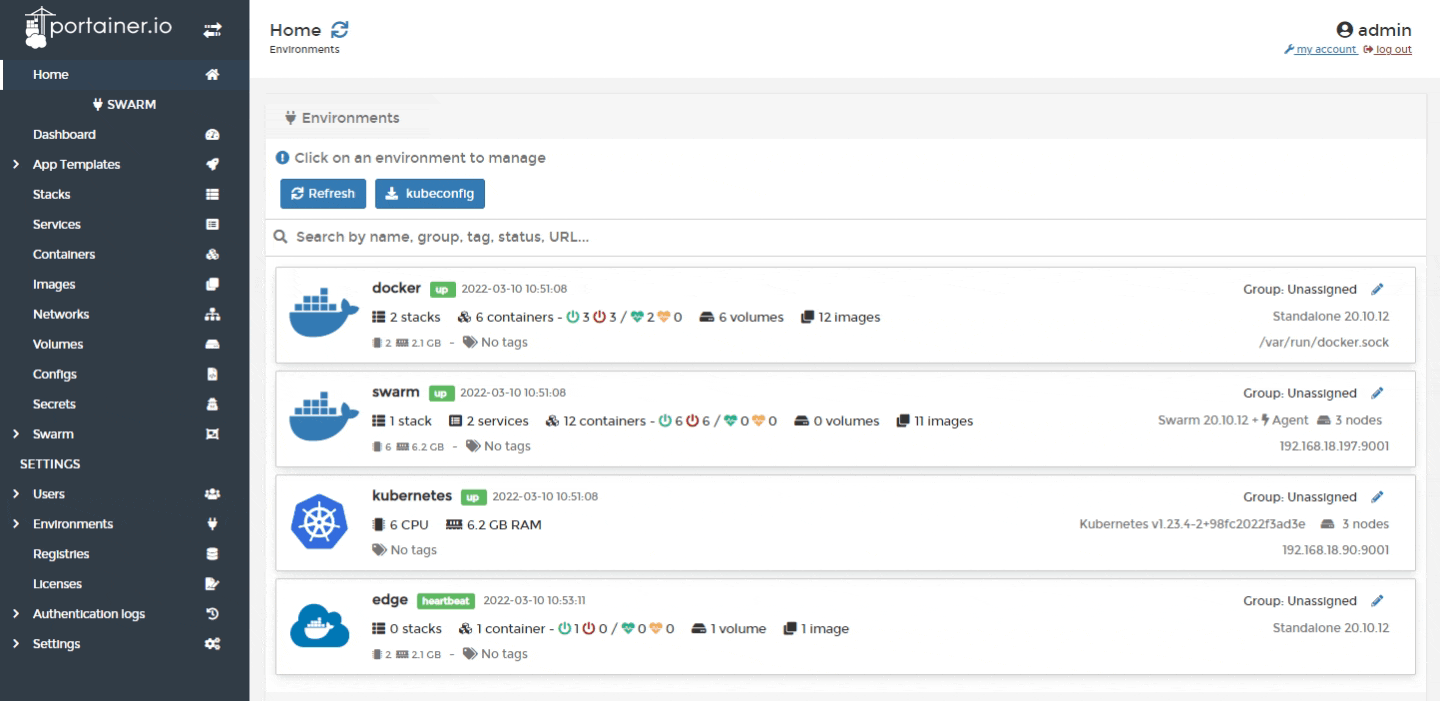 portainer.io
Home
SWARM
Dashboard
App Templates
Stacks
Services
Containers
Images
Networks
Volumes
Configs
Secrets
Swarm
SETTINGS
Users
Environments
Registries
Licenses
Authentication logs
Settings
Home
Environments
admin
my account log out
Environments
Click on an environment to manage
Refresh kubeconfig
Search by name, group, tag, status, URL...
docker up 2022-03-10 10:51:08 Group: Unassigned
2 stacks 6 containers - 3 3 / 2 0 6 volumes 12 images Standalone 20.10.12
2 2.1 GB - No tags /var/run/docker.sock
swarm up 2022-03-10 10:51:08 Group: Unassigned
1 stack 2 services 12 containers - 6 6 / 0 0 0 volumes 11 images Swarm 20.10.12 + Agent 3 nodes
6 6.2 GB - No tags 192.168.18.197:9001
kubernetes up 2022-03-10 10:51:08 Group: Unassigned
6 CPU 6.2 GB RAM Kubernetes v1.23.4-2+98fc2022f3ad3e 3 nodes
No tags 192.168.18.90:9001
edge heartbeat 2022-03-10 10:53:11 Group: Unassigned
0 stacks 1 container - 1 0 / 0 0 1 volume 1 image Standalone 20.10.12
2 2.1 GB - No tags